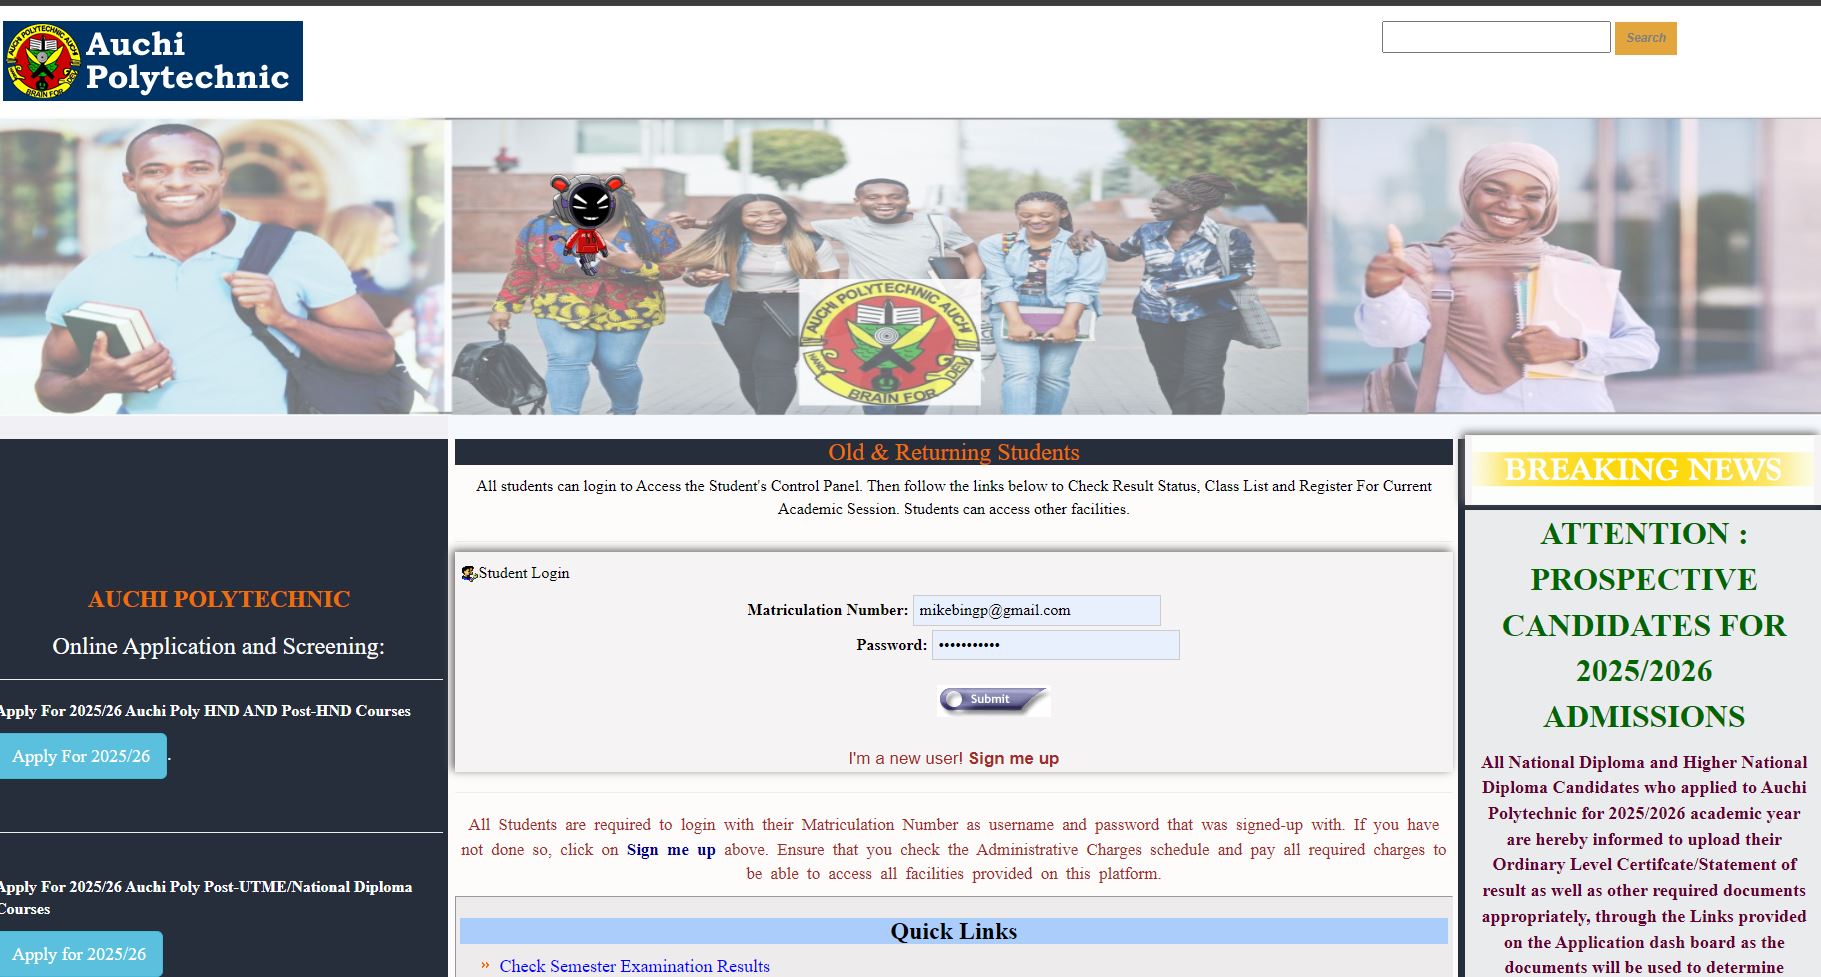 Auchi
Polytechnic
Search
AUCHI POLYTECHNIC AUCHI
BRAIN FOR
Old & Returning Students
All students can login to Access the Student's Control Panel. Then follow the links below to Check Result Status, Class List and Register For Current
Academic Session. Students can access other facilities.
Student Login
Matriculation Number: mikebingp@gmail.com
Password: •••••••••••
Submit
I'm a new user! Sign me up
All Students are required to login with their Matriculation Number as username and password that was signed-up with. If you have
not done so, click on Sign me up above. Ensure that you check the Administrative Charges schedule and pay all required charges to
be able to access all facilities provided on this platform.
Quick Links
Check Semester Examination Results
AUCHI POLYTECHNIC
Online Application and Screening:
Apply For 2025/26 Auchi Poly HND AND Post-HND Courses
Apply For 2025/26 .
Apply For 2025/26 Auchi Poly Post-UTME/National Diploma
Courses
Apply for 2025/26
BREAKING NEWS
ATTENTION :
PROSPECTIVE
CANDIDATES FOR
2025/2026
ADMISSIONS
All National Diploma and Higher National
Diploma Candidates who applied to Auchi
Polytechnic for 2025/2026 academic year
are hereby informed to upload their
Ordinary Level Certifcate/Statement of
result as well as other required documents
appropriately, through the Links provided
on the Application dash board as the
documents will be used to determine